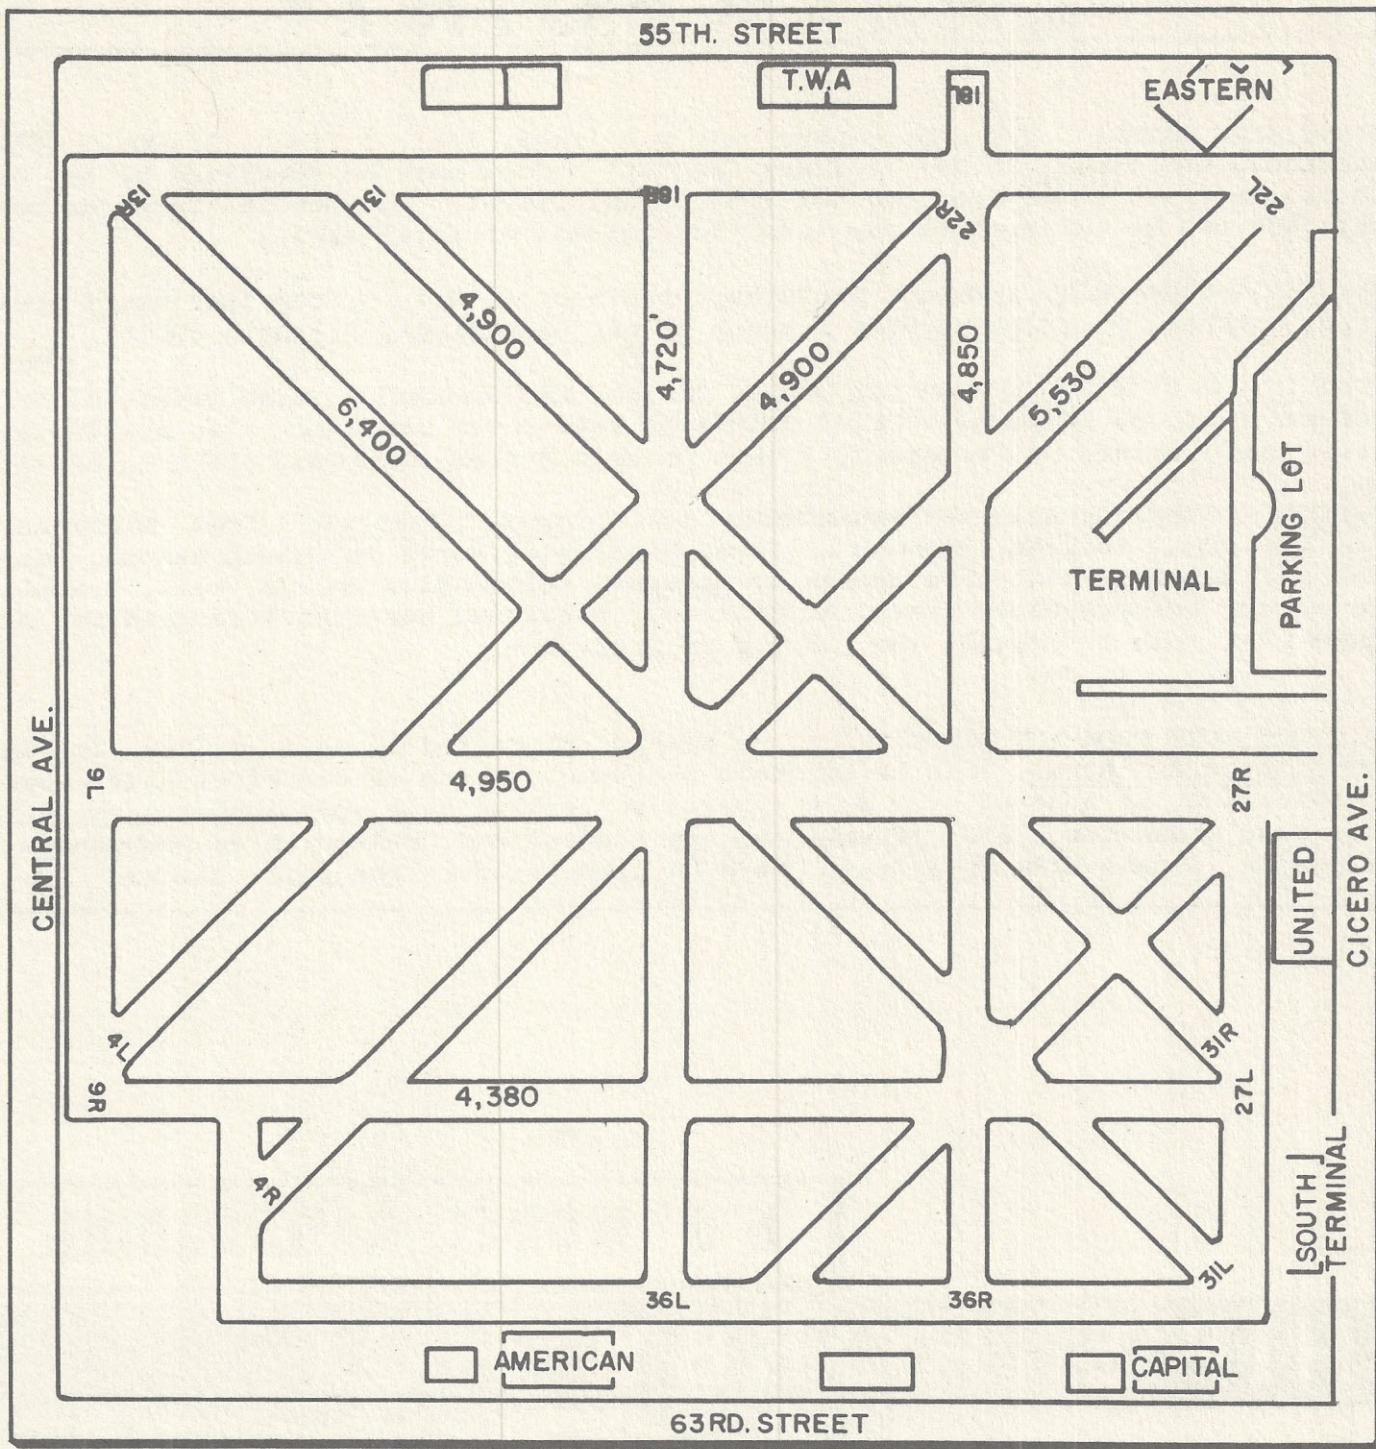 55TH. STREET
T.W.A
18L
EASTERN
13R
13L
18R
22R
22L
4,900
4,720'
4,900
4,850
5,530
6,400
PARKING LOT
TERMINAL
CENTRAL AVE.
9L
4,950
27R
CICERO AVE.
UNITED
4L
31R
9R
4,380
27L
4R
SOUTH
TERMINAL
31L
36L
36R
AMERICAN
CAPITAL
63RD. STREET